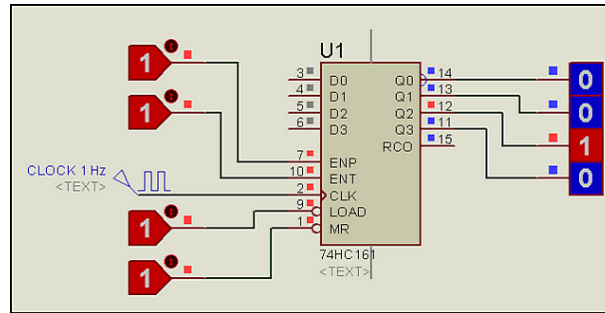 U1
1
3 D0 Q0 14 0
4 D1 Q1 13
1
5 D2 Q2 12 0
6 D3 Q3 11
RCO 15 1
7 ENP
CLOCK 1 Hz
10 ENT 0
<TEXT>
2 CLK
9 LOAD
1
1 MR
74HC161
1
<TEXT>